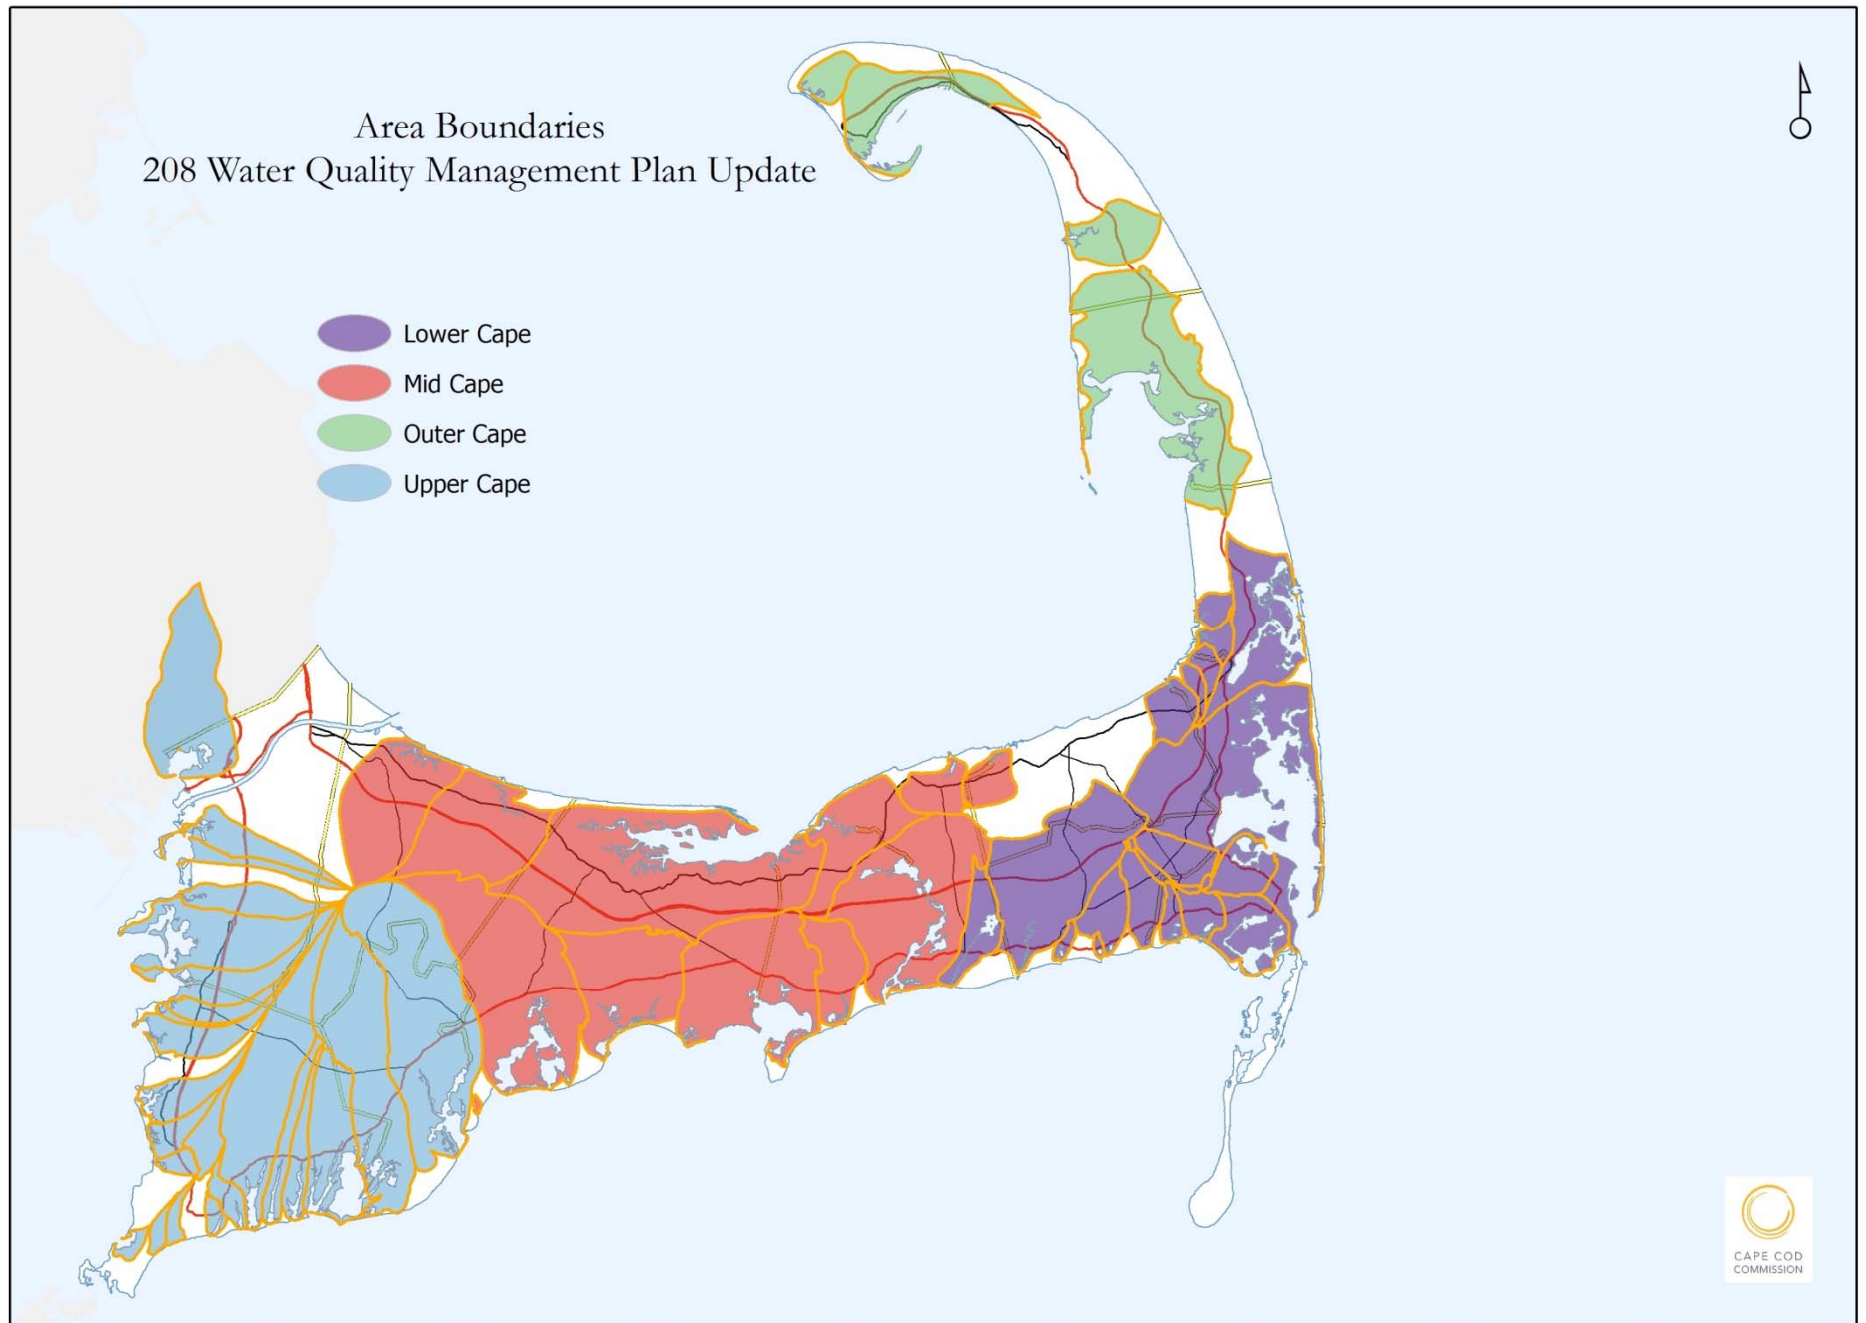 Area Boundaries
208 Water Quality Management Plan Update
Lower Cape
Mid Cape
Outer Cape
Upper Cape
CAPE COD
COMMISSION